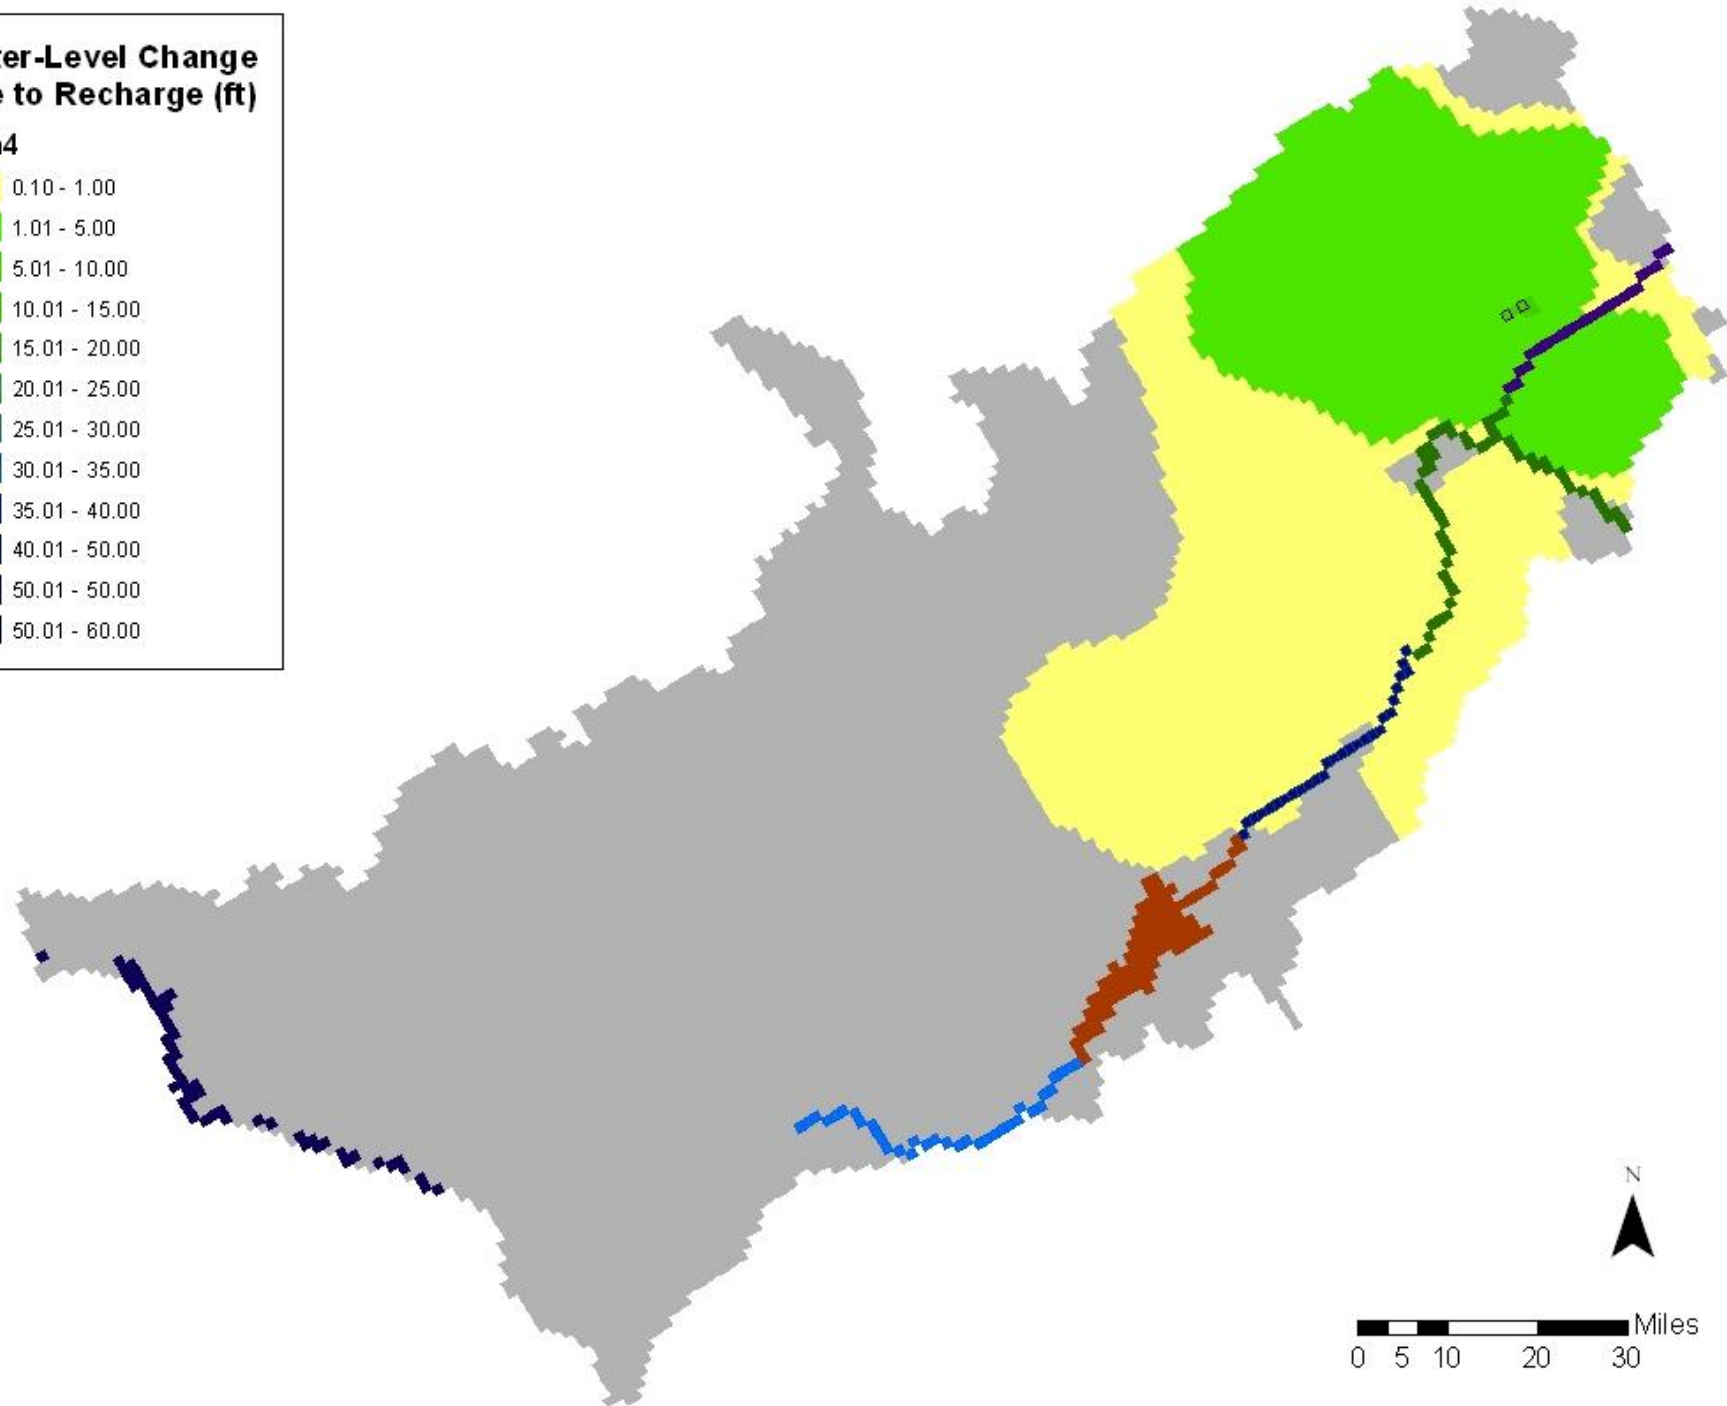 ter-Level Change
e to Recharge (ft)
n4
0.10 - 1.00
1.01 - 5.00
5.01 - 10.00
10.01 - 15.00
15.01 - 20.00
20.01 - 25.00
25.01 - 30.00
30.01 - 35.00
35.01 - 40.00
40.01 - 50.00
50.01 - 50.00
50.01 - 60.00
N
Miles
0 5 10 20 30